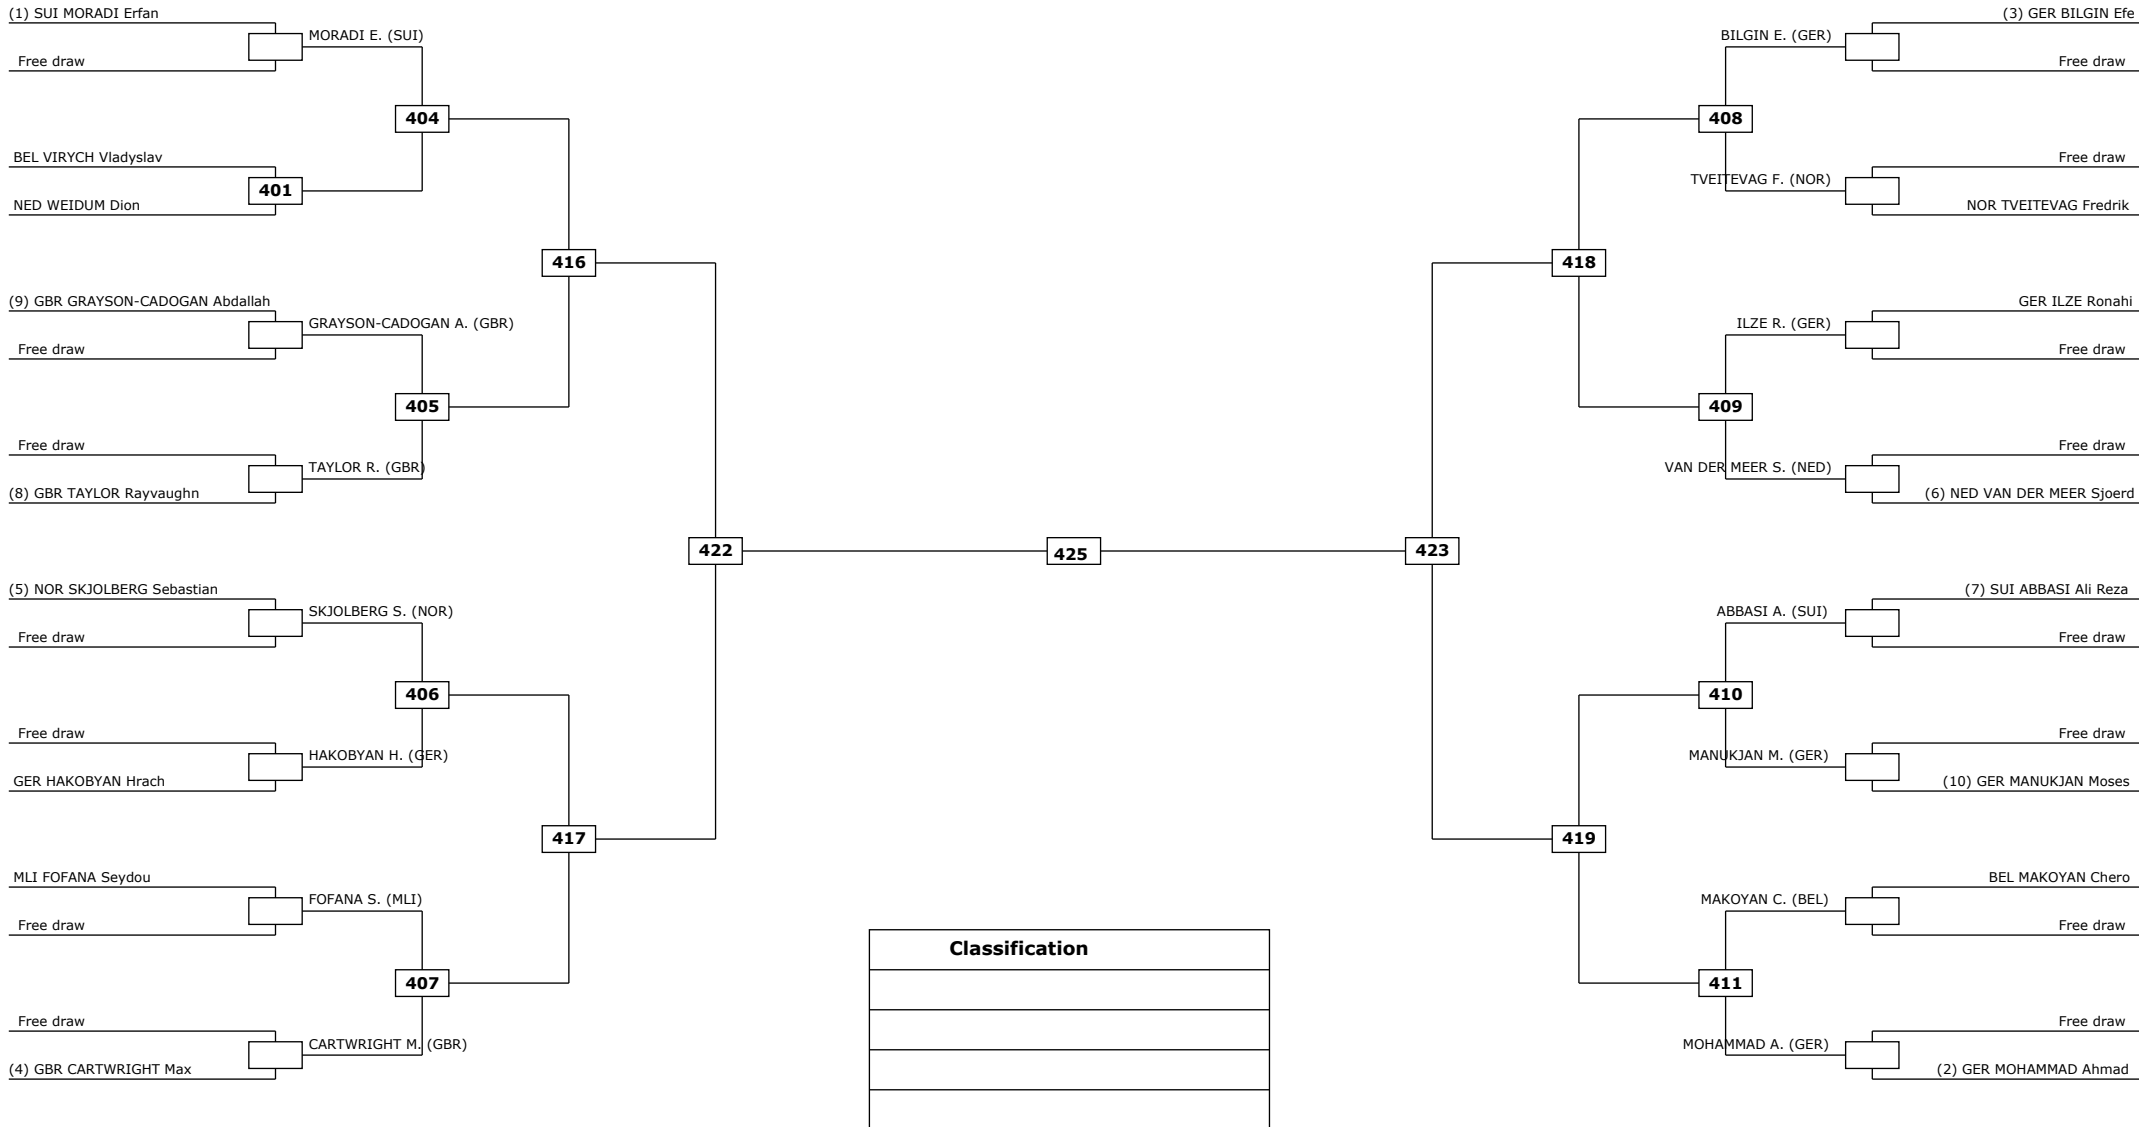 (1) SUI MORADI Erfan
MORADI E. (SUI)
Free draw
404
BEL VIRYCH Vladyslav
401
NED WEIDUM Dion
416
(9) GBR GRAYSON-CADOGAN Abdallah
GRAYSON-CADOGAN A. (GBR)
Free draw
405
Free draw
TAYLOR R. (GBR)
(8) GBR TAYLOR Rayvaughn
422
(5) NOR SKJOLBERG Sebastian
SKJOLBERG S. (NOR)
Free draw
406
Free draw
HAKOBYAN H. (GER)
GER HAKOBYAN Hrach
417
MLI FOFANA Seydou
FOFANA S. (MLI)
Free draw
407
Free draw
CARTWRIGHT M. (GBR)
(4) GBR CARTWRIGHT Max
425
(3) GER BILGIN Efe
BILGIN E. (GER)
Free draw
408
Free draw
TVEITEVAG F. (NOR)
NOR TVEITEVAG Fredrik
418
GER ILZE Ronahi
ILZE R. (GER)
Free draw
409
Free draw
VAN DER MEER S. (NED)
(6) NED VAN DER MEER Sjoerd
423
(7) SUI ABBASI Ali Reza
ABBASI A. (SUI)
Free draw
410
Free draw
MANUKJAN M. (GER)
(10) GER MANUKJAN Moses
419
BEL MAKOYAN Chero
MAKOYAN C. (BEL)
Free draw
411
Free draw
MOHAMMAD A. (GER)
(2) GER MOHAMMAD Ahmad
Classification